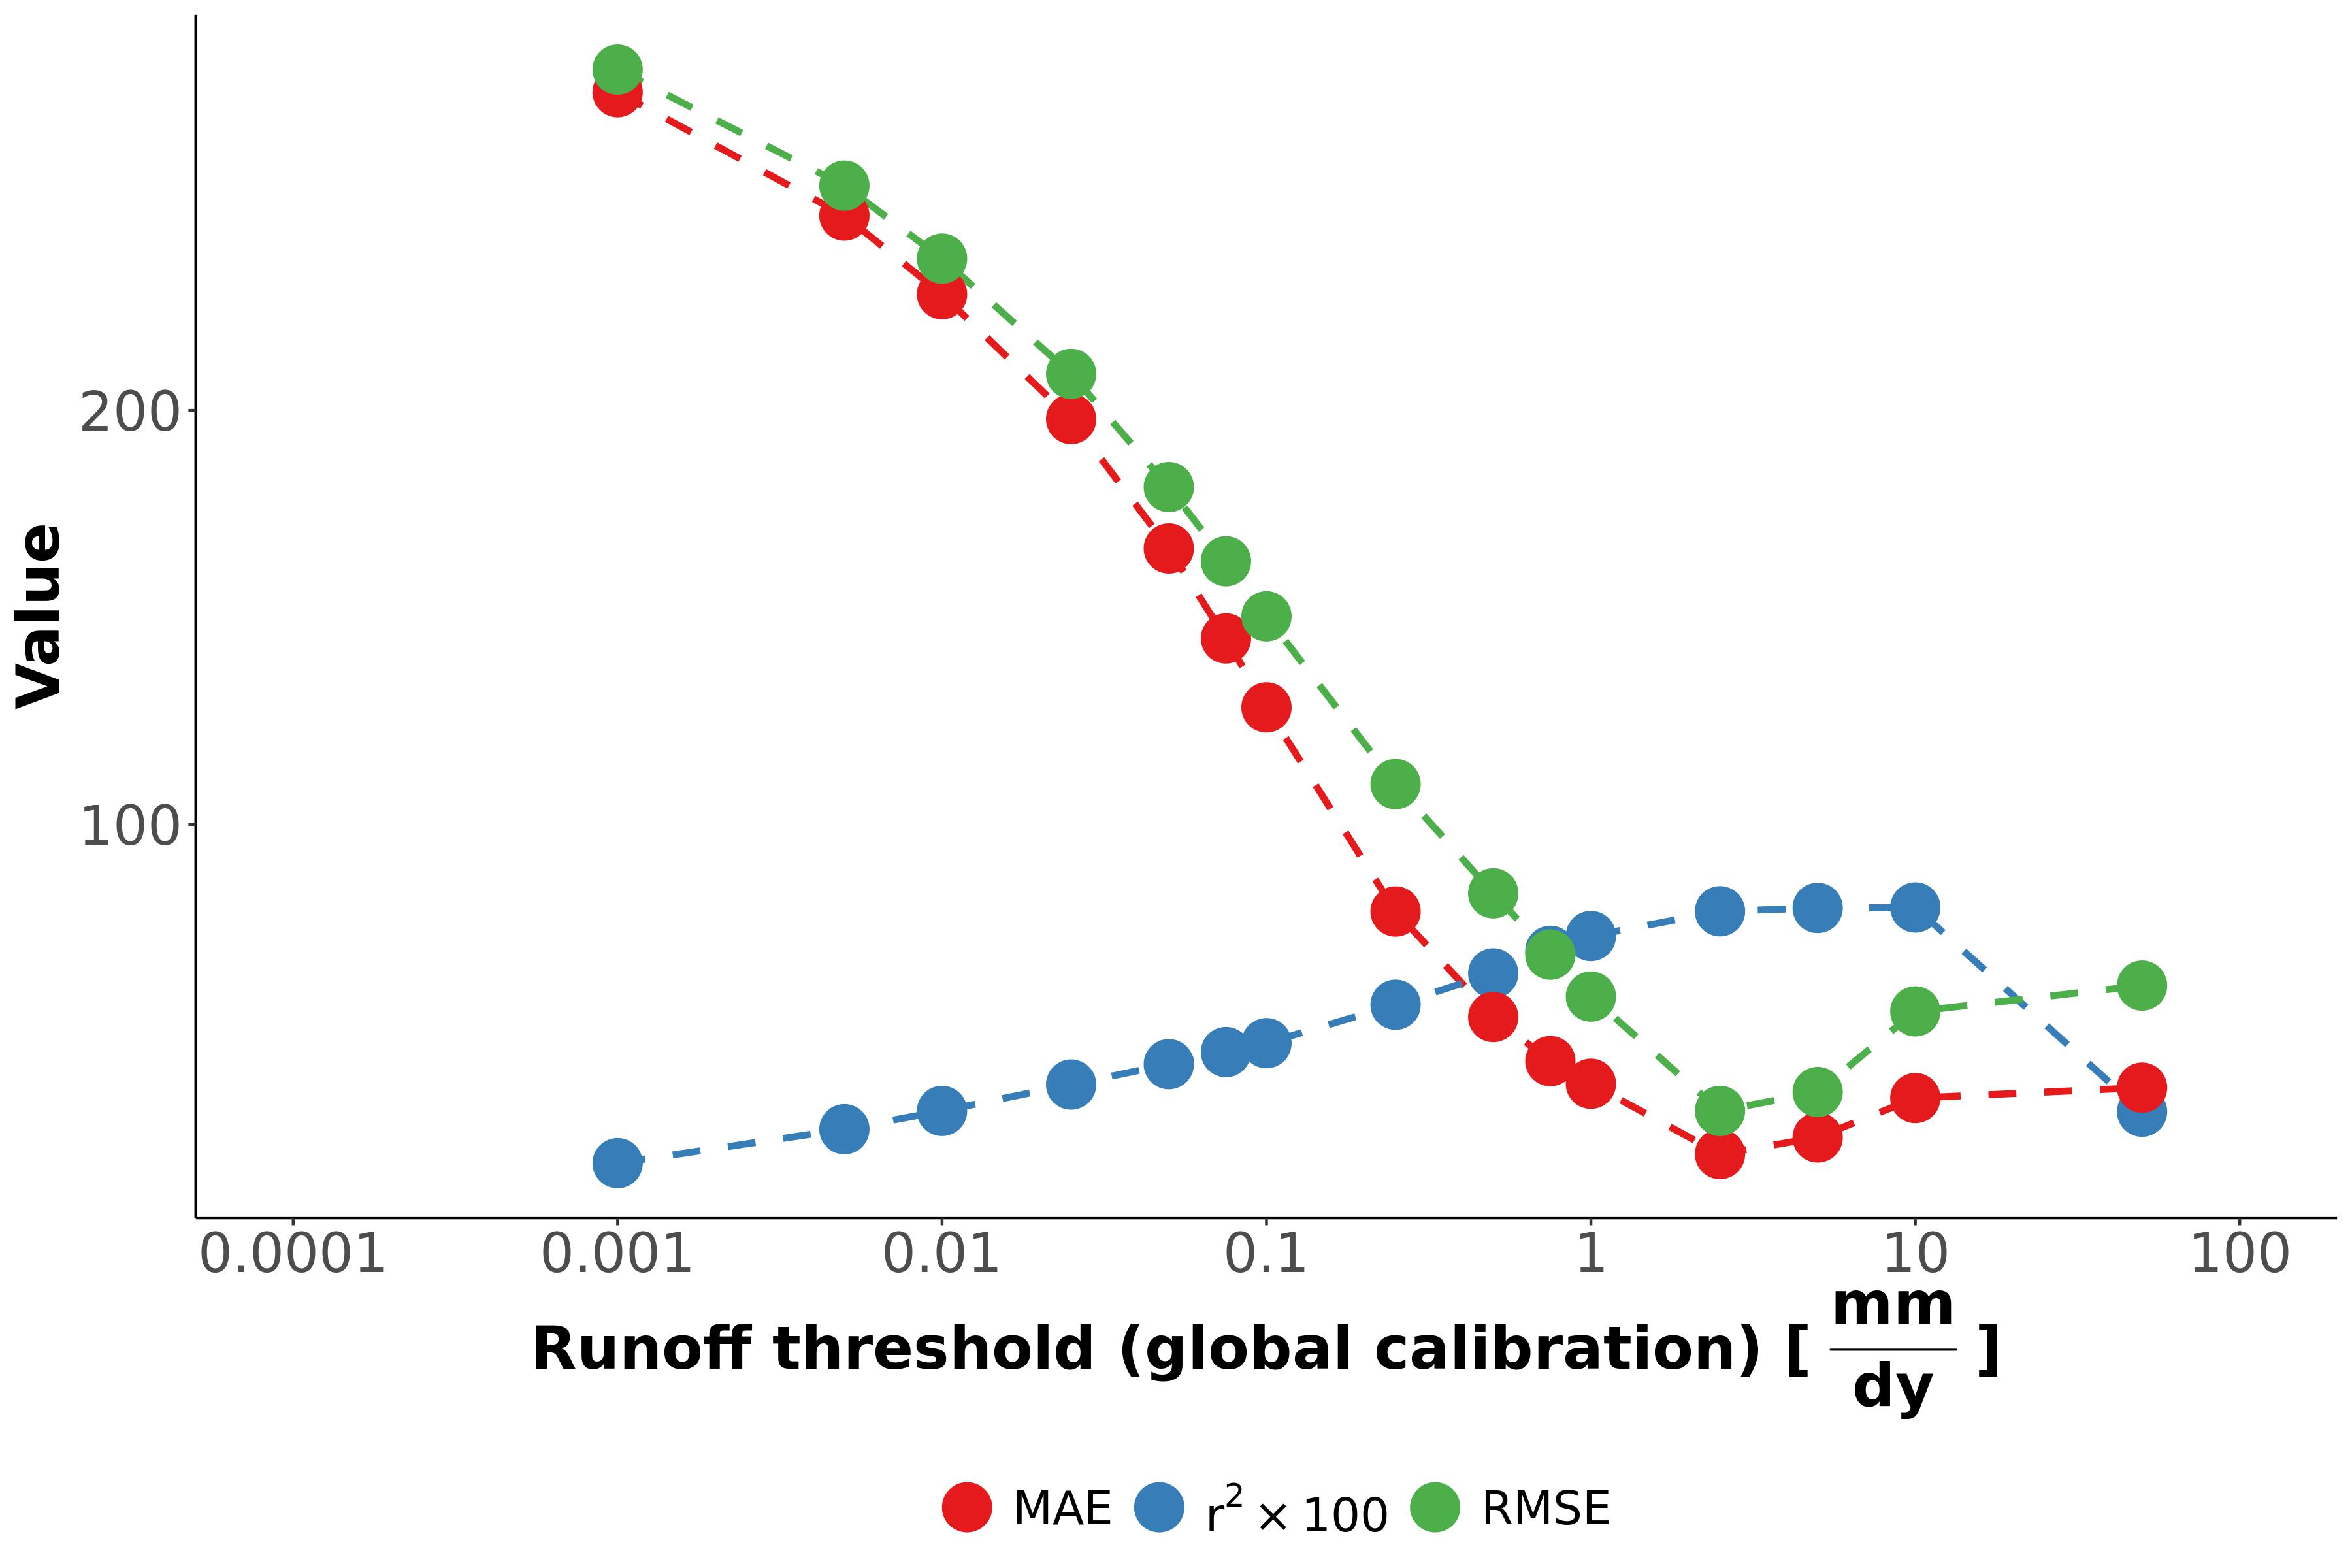 Value
200
100
0.0001 0.001 0.01 0.1 1 10 100
Runoff threshold (global calibration) [ mm/dy ]
MAE r² × 100 RMSE